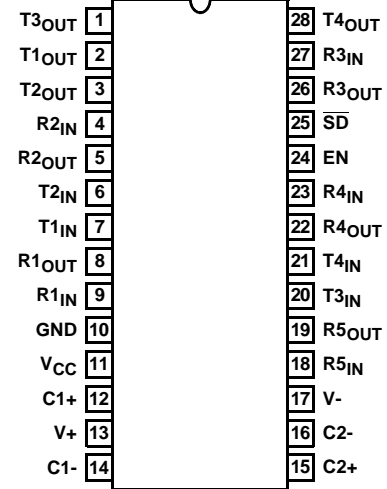 T3OUT 1 28 T4OUT
T1OUT 2 27 R3IN
T2OUT 3 26 R3OUT
R2IN 4 25 S̅D̅
R2OUT 5 24 EN
T2IN 6 23 R4IN
T1IN 7 22 R4OUT
R1OUT 8 21 T4IN
R1IN 9 20 T3IN
GND 10 19 R5OUT
VCC 11 18 R5IN
C1+ 12 17 V-
V+ 13 16 C2-
C1- 14 15 C2+